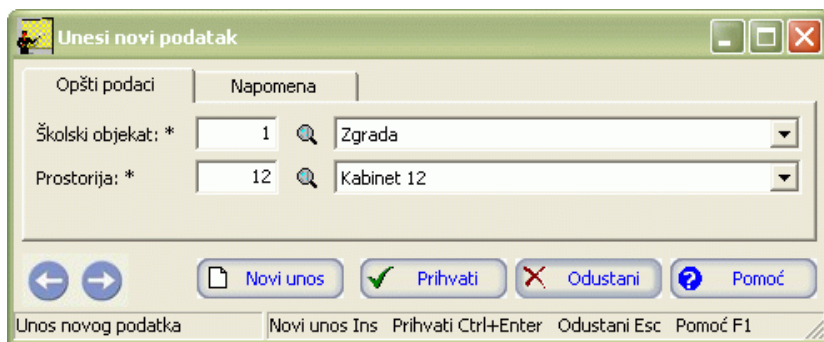 Unesi novi podatak
Opšti podaci Napomena
Školski objekat: * 1 Zgrada
Prostorija: * 12 Kabinet 12
Novi unos Prihvati Odustani Pomoć
Unos novog podatka Novi unos Ins Prihvati Ctrl+Enter Odustani Esc Pomoć F1